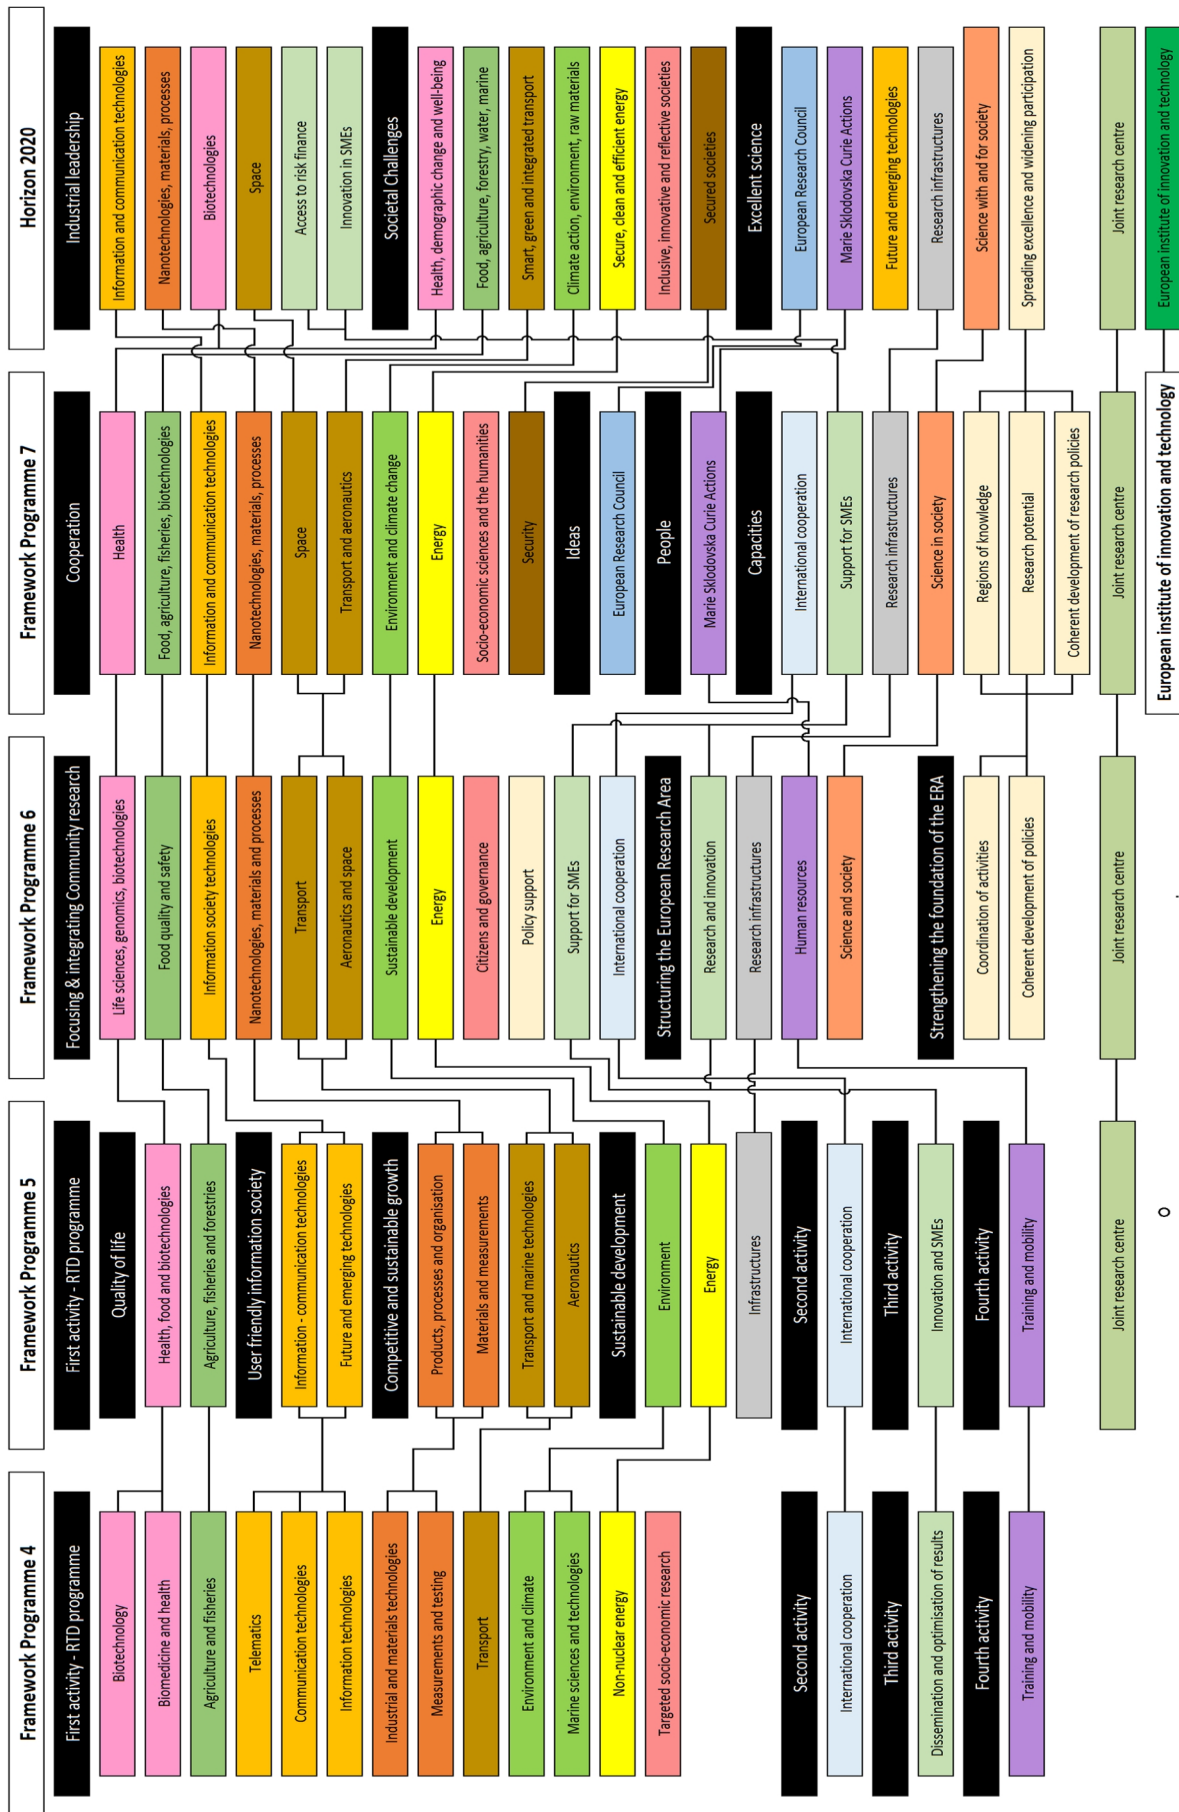 Framework Programme 4
First activity - RTD programme
Biotechnology
Biomedicine and health
Agriculture and fisheries
Telematics
Communication technologies
Information technologies
Industrial and materials technologies
Measurements and testing
Transport
Environment and climate
Marine sciences and technologies
Non-nuclear energy
Targeted socio-economic research
Second activity
International cooperation
Third activity
Dissemination and optimisation of results
Fourth activity
Training and mobility
Framework Programme 5
First activity - RTD programme
Quality of life
Health, food and biotechnologies
Agriculture, fisheries and forestries
User friendly information society
Information - communication technologies
Future and emerging technologies
Competitive and sustainable growth
Products, processes and organisation
Materials and measurements
Transport and marine technologies
Aeronautics
Sustainable development
Environment
Energy
Infrastructures
Second activity
International cooperation
Third activity
Innovation and SMEs
Fourth activity
Training and mobility
Joint research centre
Framework Programme 6
Focusing & integrating Community research
Life sciences, genomics, biotechnologies
Food quality and safety
Information society technologies
Nanotechnologies, materials and processes
Transport
Aeronautics and space
Sustainable development
Energy
Citizens and governance
Policy support
Support for SMEs
International cooperation
Structuring the European Research Area
Research and innovation
Research infrastructures
Human resources
Science and society
Strengthening the foundation of the ERA
Coordination of activities
Coherent development of policies
Joint research centre
Framework Programme 7
Cooperation
Health
Food, agriculture, fisheries, biotechnologies
Information and communication technologies
Nanotechnologies, materials, processes
Space
Transport and aeronautics
Environment and climate change
Energy
Socio-economic sciences and the humanities
Security
Ideas
European Research Council
People
Marie Sklodovska Curie Actions
Capacities
International cooperation
Support for SMEs
Research infrastructures
Science in society
Regions of knowledge
Research potential
Coherent development of research policies
Joint research centre
European institute of innovation and technology
Horizon 2020
Industrial leadership
Information and communication technologies
Nanotechnologies, materials, processes
Biotechnologies
Space
Access to risk finance
Innovation in SMEs
Societal Challenges
Health, demographic change and well-being
Food, agriculture, forestry, water, marine
Smart, green and integrated transport
Climate action, environment, raw materials
Secure, clean and efficient energy
Inclusive, innovative and reflective societies
Secured societies
Excellent science
European Research Council
Marie Sklodovska Curie Actions
Future and emerging technologies
Research infrastructures
Science with and for society
Spreading excellence and widening participation
Joint research centre
European institute of innovation and technology